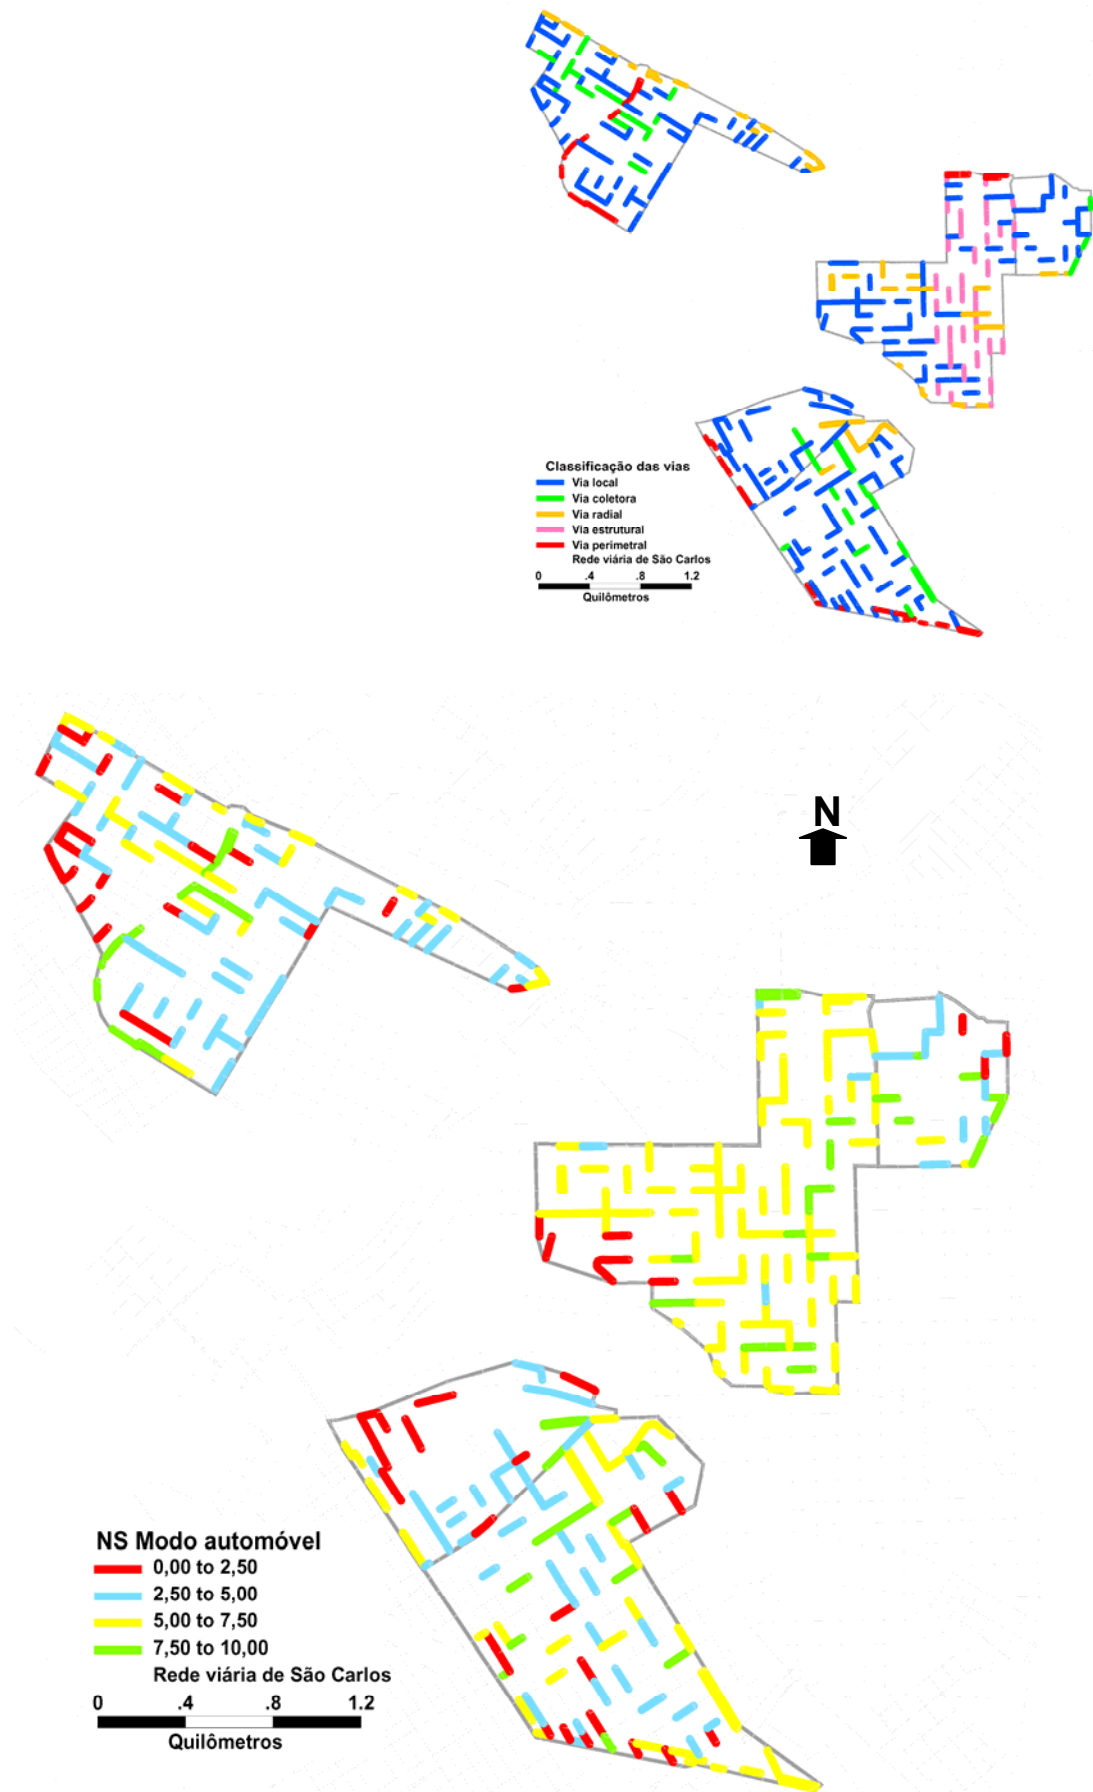 Classificação das vias
Via local
Via coletora
Via radial
Via estrutural
Via perimetral
Rede viária de São Carlos
0 .4 .8 1.2
Quilômetros
N
NS Modo automóvel
0,00 to 2,50
2,50 to 5,00
5,00 to 7,50
7,50 to 10,00
Rede viária de São Carlos
0 .4 .8 1.2
Quilômetros